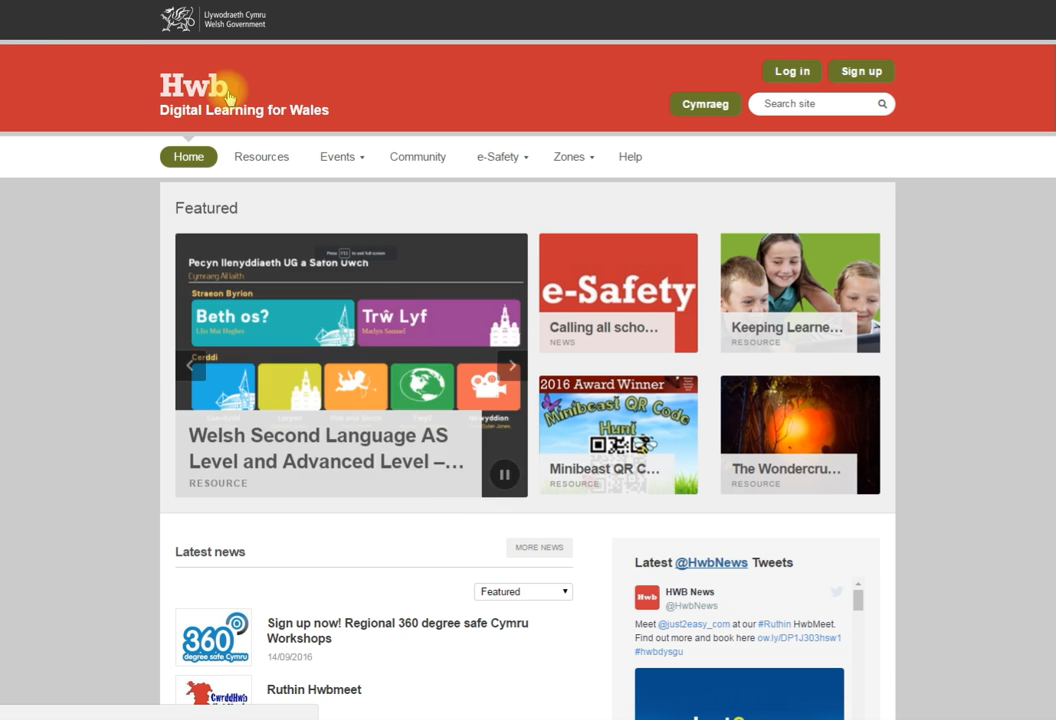 Llywodraeth Cymru
Welsh Government
Hwb
Digital Learning for Wales
Log in
Sign up
Cymraeg
Search site
Home
Resources
Events
Community
e-Safety
Zones
Help
Featured
Pecyn llenyddiaeth UG a Safon Uwch
Cymraeg Ail Iaith
Straeon Byrion
Beth os?
Trŵ Lyf
Cerddi
Welsh Second Language AS
Level and Advanced Level –...
RESOURCE
e-Safety
Calling all scho...
NEWS
Keeping Learne...
RESOURCE
2016 Award Winner
Minibeast QR Code
Hunt
Minibeast QR C...
RESOURCE
The Wondercru...
RESOURCE
Latest news
MORE NEWS
Featured
360
degree safe Cymru
Sign up now! Regional 360 degree safe Cymru
Workshops
14/09/2016
CwrddHwb
Ruthin Hwbmeet
Latest @HwbNews Tweets
Hwb
HWB News
@HwbNews
Meet @just2easy_com at our #Ruthin HwbMeet.
Find out more and book here ow.ly/DP1J303hsw1
#hwbdysgu